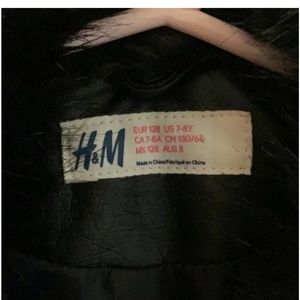 H&M
EUR 128 US 7-8Y
CA 7-8A CN 130/64
MX 128 AUS 8
Made in China/Fabriqué en Chine